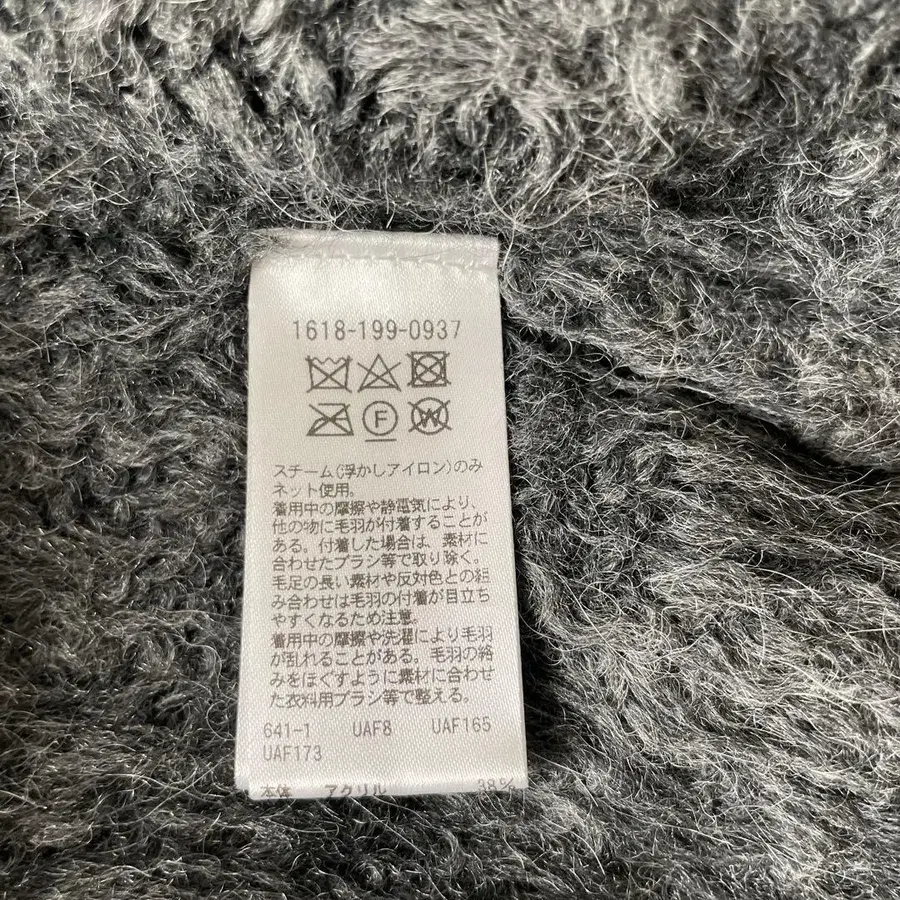 1618-199-0937
F W
スチーム(浮かしアイロン)のみ
ネット使用。
着用中の摩擦や静電気により、
他の物に毛羽が付着することが
ある。付着した場合は、素材に
合わせたブラシ等で取り除く。
毛足の長い素材や反対色との組
み合わせは毛羽の付着が目立ち
やすくなるため注意。
着用中の摩擦や洗濯により毛羽
が乱れることがある。毛羽の絡
みをほぐすように素材に合わせ
た衣料用ブラシ等で整える。
641-1 UAF8 UAF165
UAF173
本体 アクリル 38%